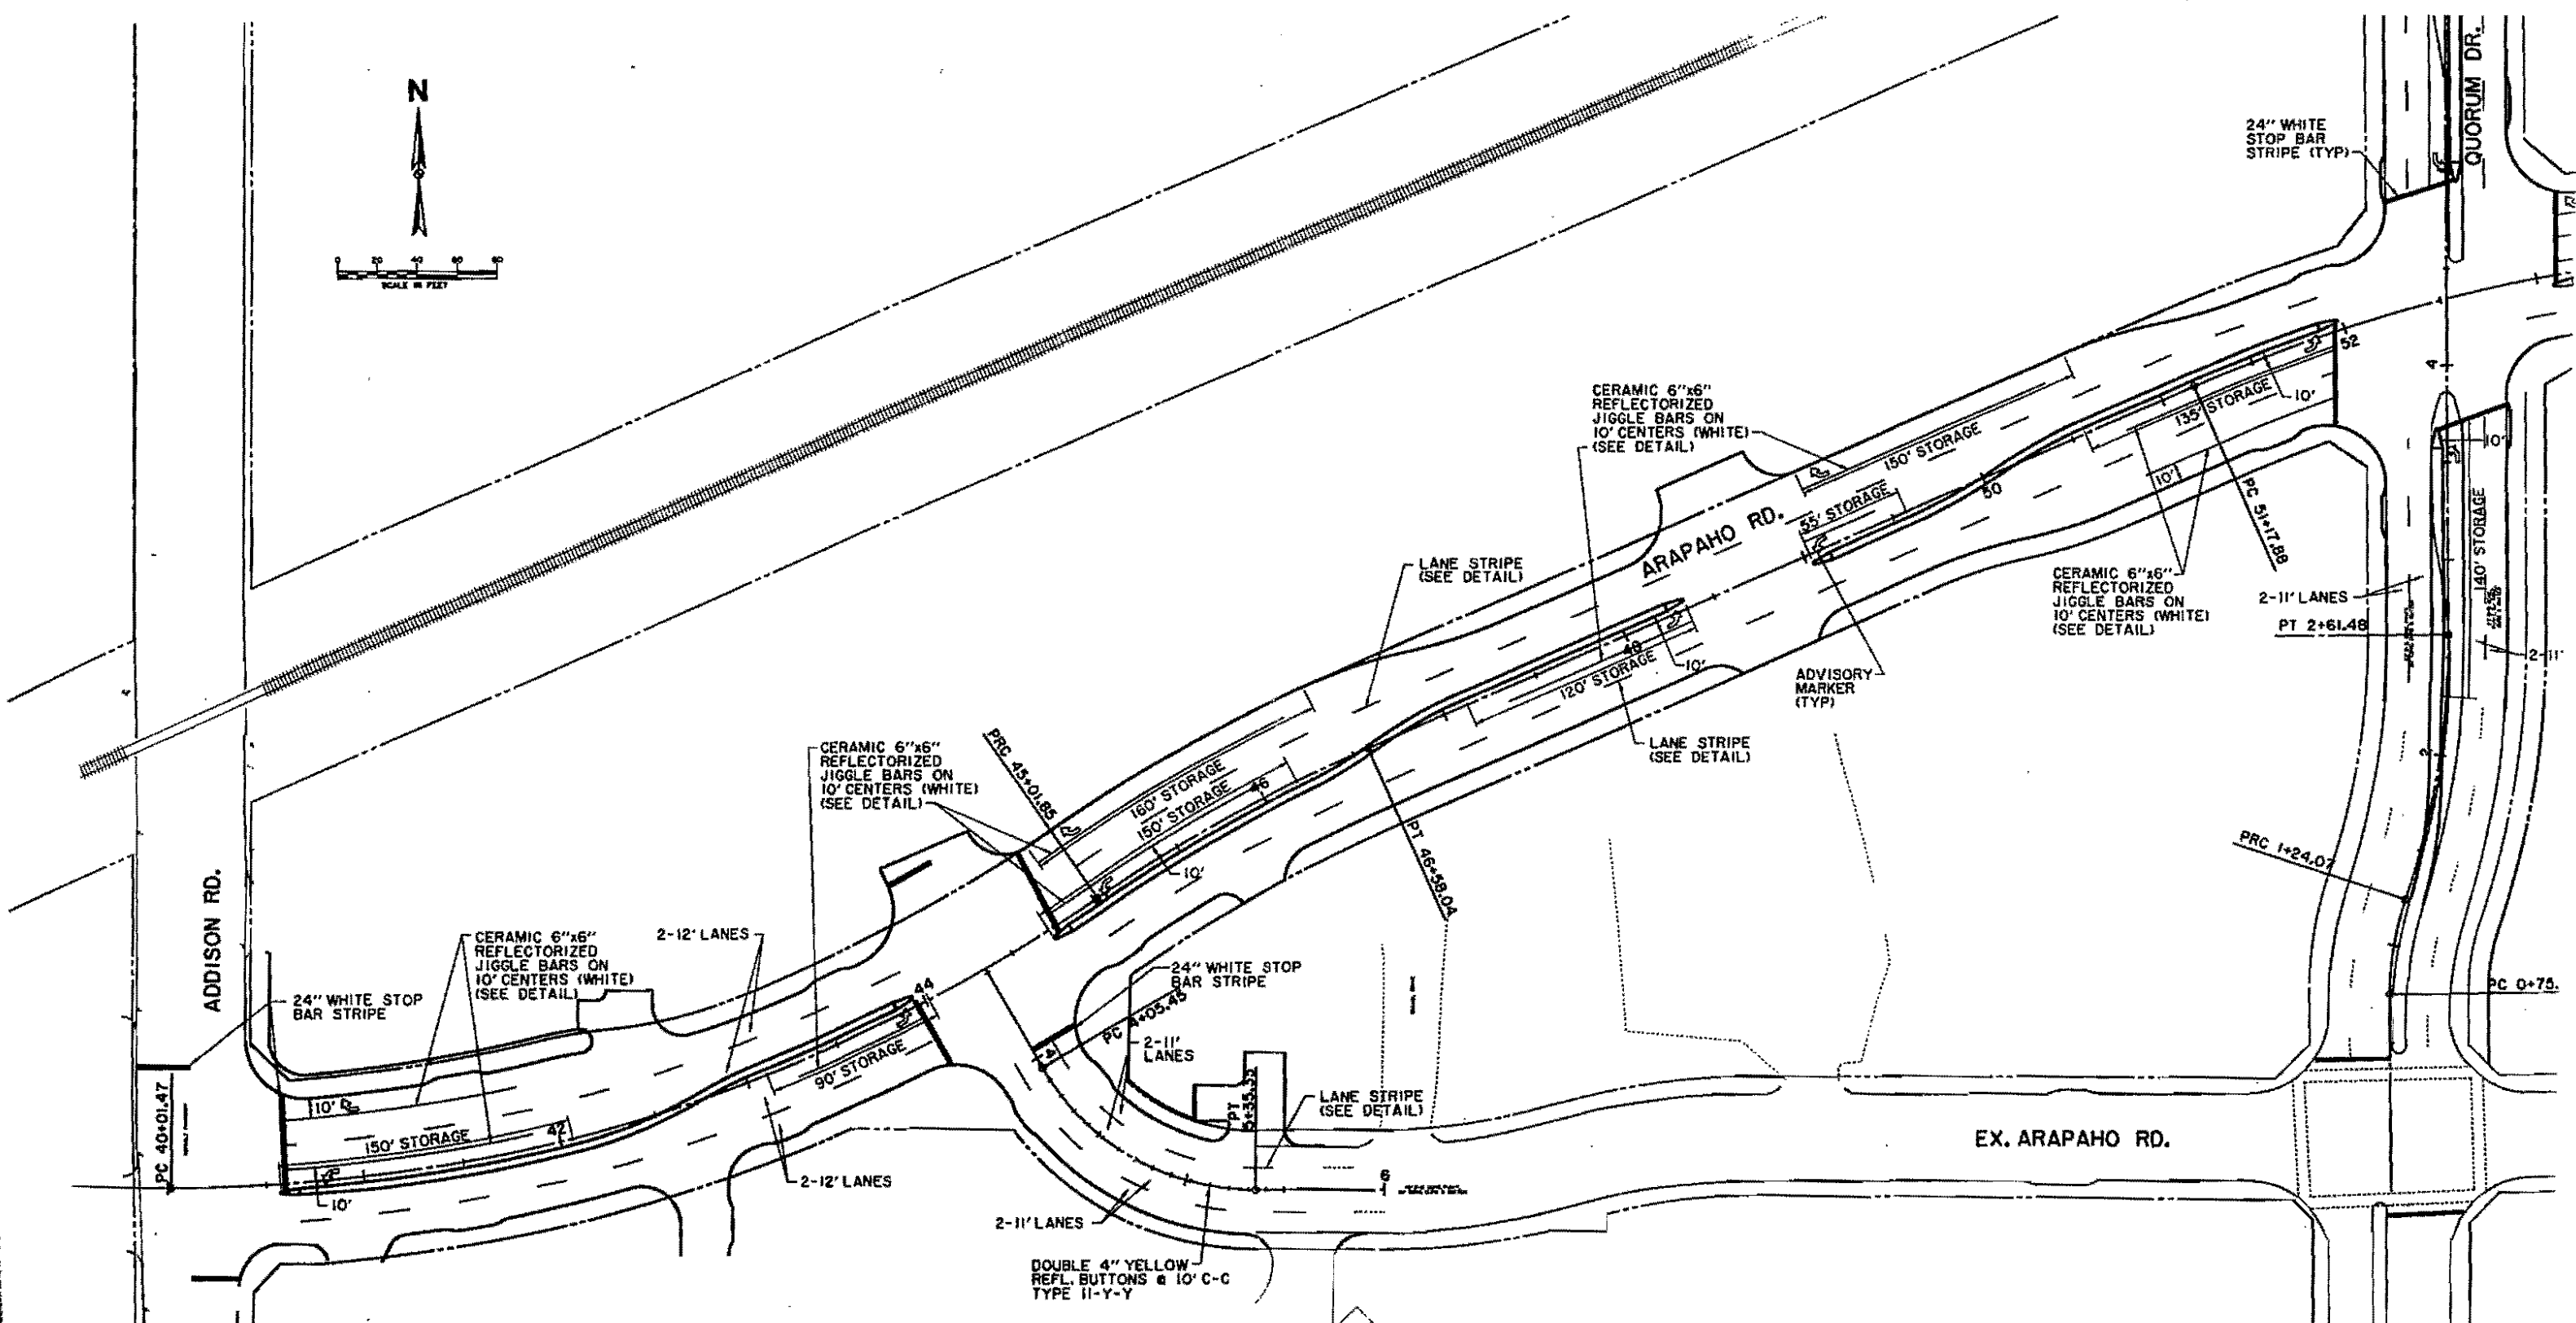 N
0 20 40 60 80
SCALE IN FEET
QUORUM DR.
24" WHITE
STOP BAR
STRIPE (TYP)
4
52
10'
135' STORAGE
10'
CERAMIC 6"x6"
REFLECTORIZED
JIGGLE BARS ON
10' CENTERS (WHITE)
(SEE DETAIL)
150' STORAGE
50
55' STORAGE
ARAPAHO RD.
PC 51+17.88
10'
140' STORAGE
CERAMIC 6"x6"
REFLECTORIZED
JIGGLE BARS ON
10' CENTERS (WHITE)
(SEE DETAIL)
2-11' LANES
PT 2+61.48
2-11'
LANE STRIPE
(SEE DETAIL)
48
10'
120' STORAGE
ADVISORY
MARKER
(TYP)
LANE STRIPE
(SEE DETAIL)
2
PRC 45+01.85
CERAMIC 6"x6"
REFLECTORIZED
JIGGLE BARS ON
10' CENTERS (WHITE)
(SEE DETAIL)
160' STORAGE
150' STORAGE
46
10'
PT 46+58.04
PRC 1+24.07
PC 0+75.
ADDISON RD.
CERAMIC 6"x6"
REFLECTORIZED
JIGGLE BARS ON
10' CENTERS (WHITE)
(SEE DETAIL)
2-12' LANES
24" WHITE STOP
BAR STRIPE
44
24" WHITE STOP
BAR STRIPE
PC 4+05.45
4
2-11'
LANES
90' STORAGE
PC 40+01.47
10'
150' STORAGE
42
10'
2-12' LANES
PT
5+35.35
LANE STRIPE
(SEE DETAIL)
EX. ARAPAHO RD.
6
2-11' LANES
DOUBLE 4" YELLOW
REFL. BUTTONS @ 10' C-C
TYPE II-Y-Y